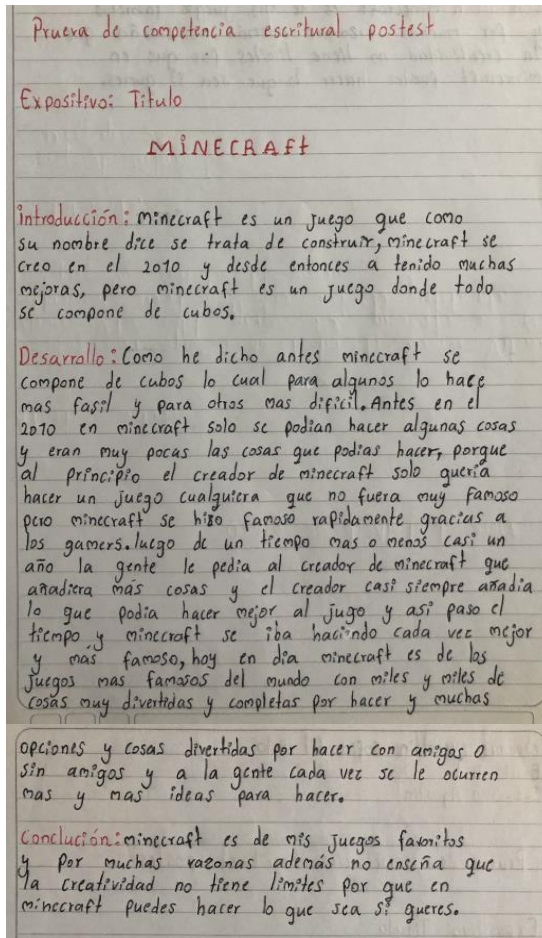 Prueva de competencia escritural postest
Expositivo: Titulo
MiNECRAft
introducción: minecraft es un juego que como
su nombre dice se trata de construir, minecraft se
creo en el 2010 y desde entonces a tenido muchas
mejoras, pero minecraft es un juego donde todo
se compone de cubos.
Desarrollo: Como he dicho antes minecraft se
compone de cubos lo cual para algunos lo hace
mas fasil y para otros mas dificil. Antes en el
2010 en minecraft solo se podian hacer algunas cosas
y eran muy pocas las cosas que podias hacer, porque
al principio el creador de minecraft solo queria
hacer un juego cualquiera que no fuera muy famoso
pero minecraft se hiso famoso rapidamente gracias a
los gamers. luego de un tiempo mas o menos casi un
año la gente le pedia al creador de minecraft que
añadiera más cosas y el creador casi siempre añadia
lo que podia hacer mejor al jugo y asi paso el
tiempo y minecraft se iba haciendo cada vez mejor
y más famoso, hoy en dia minecraft es de los
juegos mas famosos del mundo con miles y miles de
cosas muy divertidas y completas por hacer y muchas
opciones y cosas divertidas por hacer con amigas o
sin amigos y a la gente cada vez se le ocurren
mas y mas ideas para hacer.
Conclución: minecraft es de mis juegos favoritos
y por muchas razonas además no enseña que
la creatividad no tiene limites por que en
minecraft puedes hacer lo que sea si queres.